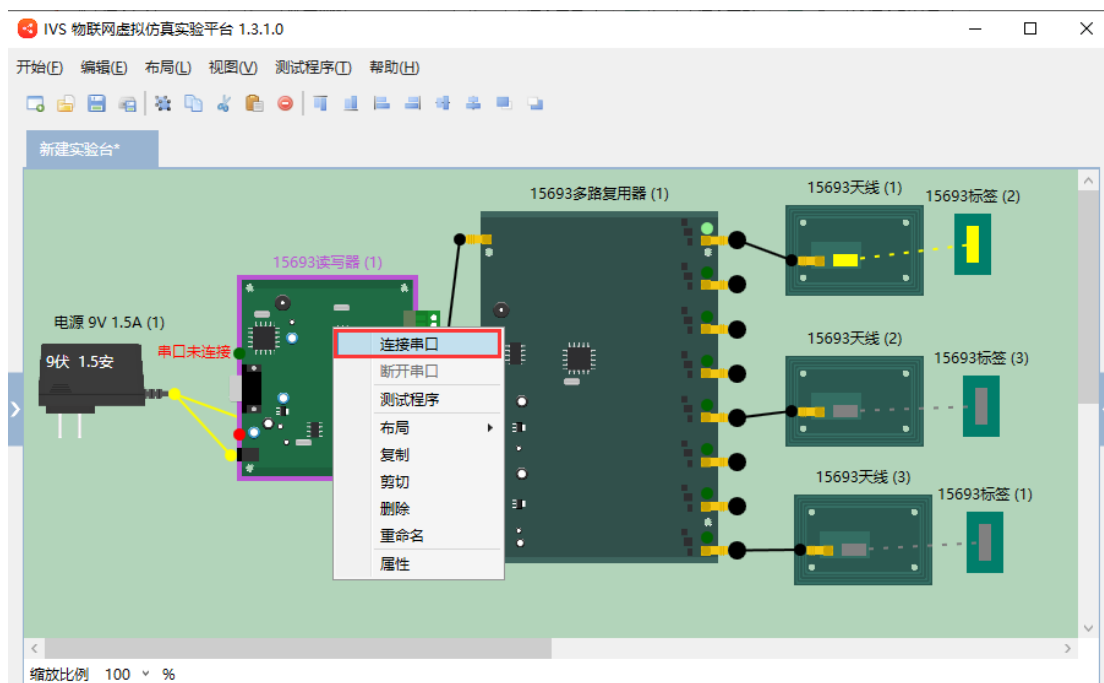 IVS 物联网虚拟仿真实验平台 1.3.1.0
开始(F) 编辑(E) 布局(L) 视图(V) 测试程序(T) 帮助(H)
新建实验台*
15693多路复用器 (1)
15693天线 (1)
15693标签 (2)
15693读写器 (1)
电源 9V 1.5A (1)
串口未连接
9伏 1.5安
连接串口
断开串口
测试程序
布局
复制
剪切
删除
重命名
属性
15693天线 (2)
15693标签 (3)
15693天线 (3)
15693标签 (1)
缩放比例 100 %